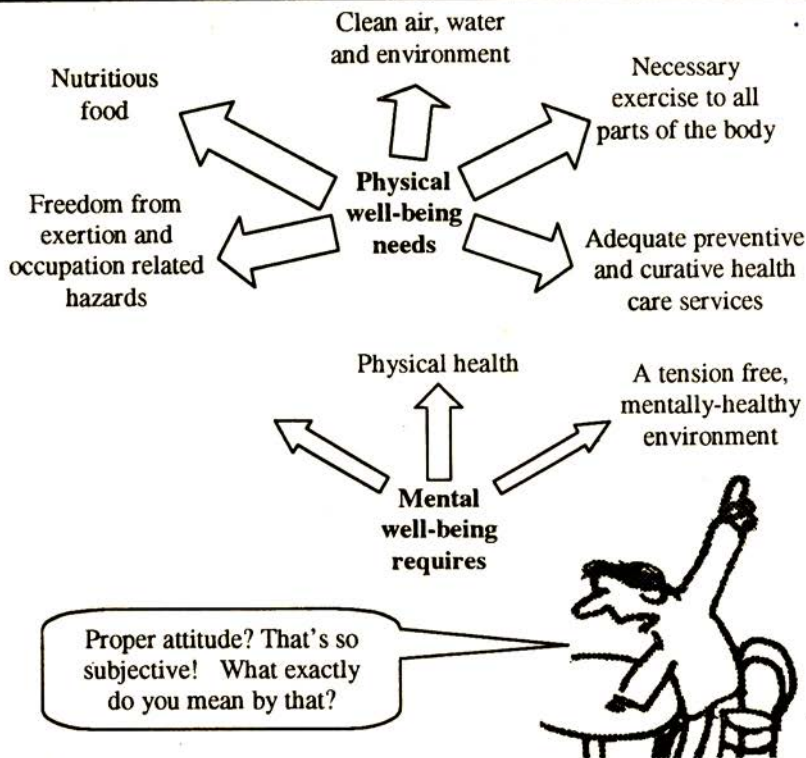 Clean air, water
and environment
Nutritious
food
Necessary
exercise to all
parts of the body
Physical
well-being
needs
Freedom from
exertion and
occupation related
hazards
Adequate preventive
and curative health
care services
Physical health
A tension free,
mentally-healthy
environment
Mental
well-being
requires
Proper attitude? That's so
subjective! What exactly
do you mean by that?